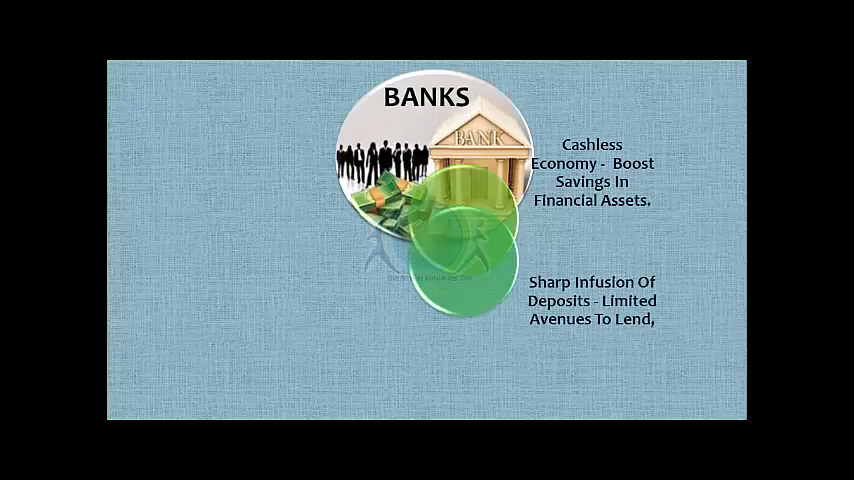 BANKS
BANK
Cashless
Economy - Boost
Savings In
Financial Assets.
Sharp Infusion Of
Deposits - Limited
Avenues To Lend,